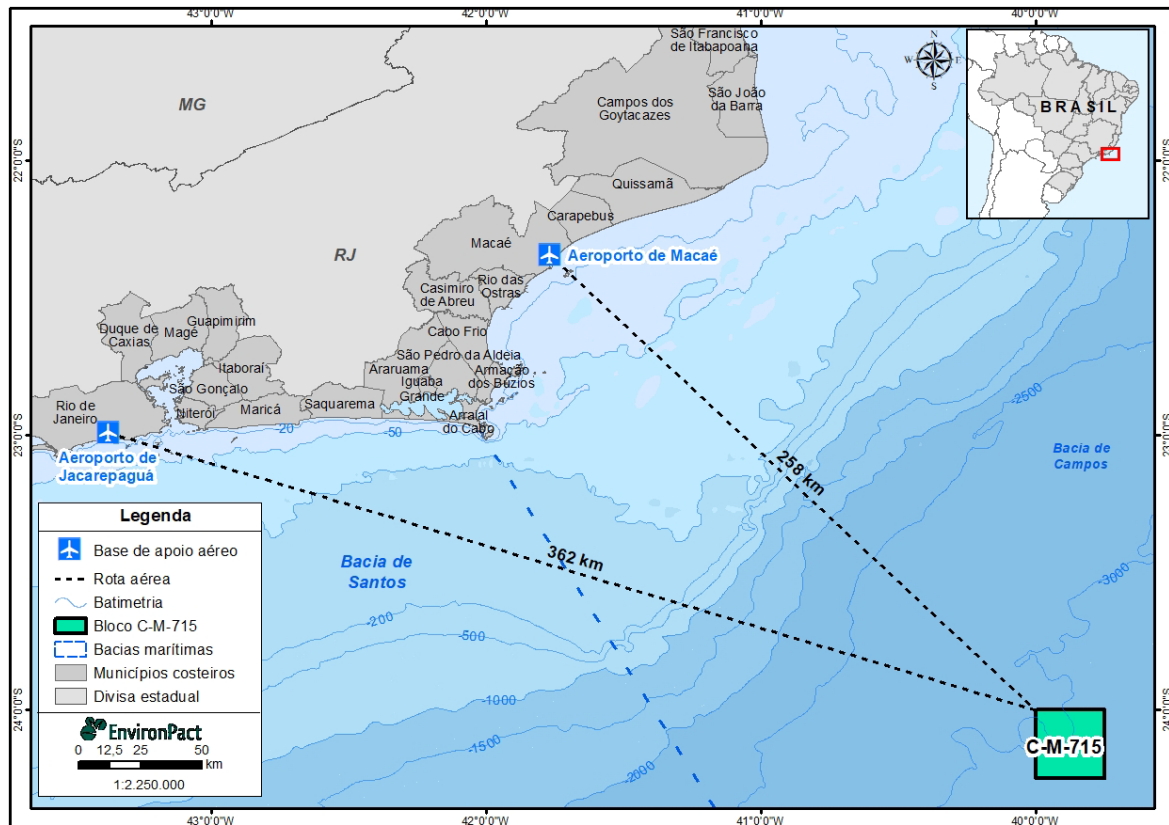 43°0'0"W
42°0'0"W
41°0'0"W
40°0'0"W
São Francisco
de Itabapoana
São João
da Barra
Campos dos
Goytacazes
MG
N
W
E
S
BRASIL
22°0'0"S
22°0'0"S
Quissamã
Carapebus
Macaé
Aeroporto de Macaé
RJ
Rio das
Ostras
Casimiro
de Abreu
Cabo Frio
Duque de
Caxias
Magé
Guapimirim
Itaboraí
São Gonçalo
Niterói
Maricá
Saquarema
São Pedro da Aldeia
Araruama
Iguaba
Grande
Armação
dos Búzios
Arraial
do Cabo
Rio de
Janeiro
-20
-50
-2500
23°0'0"S
23°0'0"S
Aeroporto de
Jacarepaguá
Bacia de
Campos
258 km
362 km
Bacia de
Santos
-3000
-200
-500
-1000
-1500
-2000
24°0'0"S
24°0'0"S
C-M-715
Legenda
Base de apoio aéreo
Rota aérea
Batimetria
Bloco C-M-715
Bacias marítimas
Municípios costeiros
Divisa estadual
EnvironPact
0 12,5 25 50
km
1:2.250.000
43°0'0"W
42°0'0"W
41°0'0"W
40°0'0"W